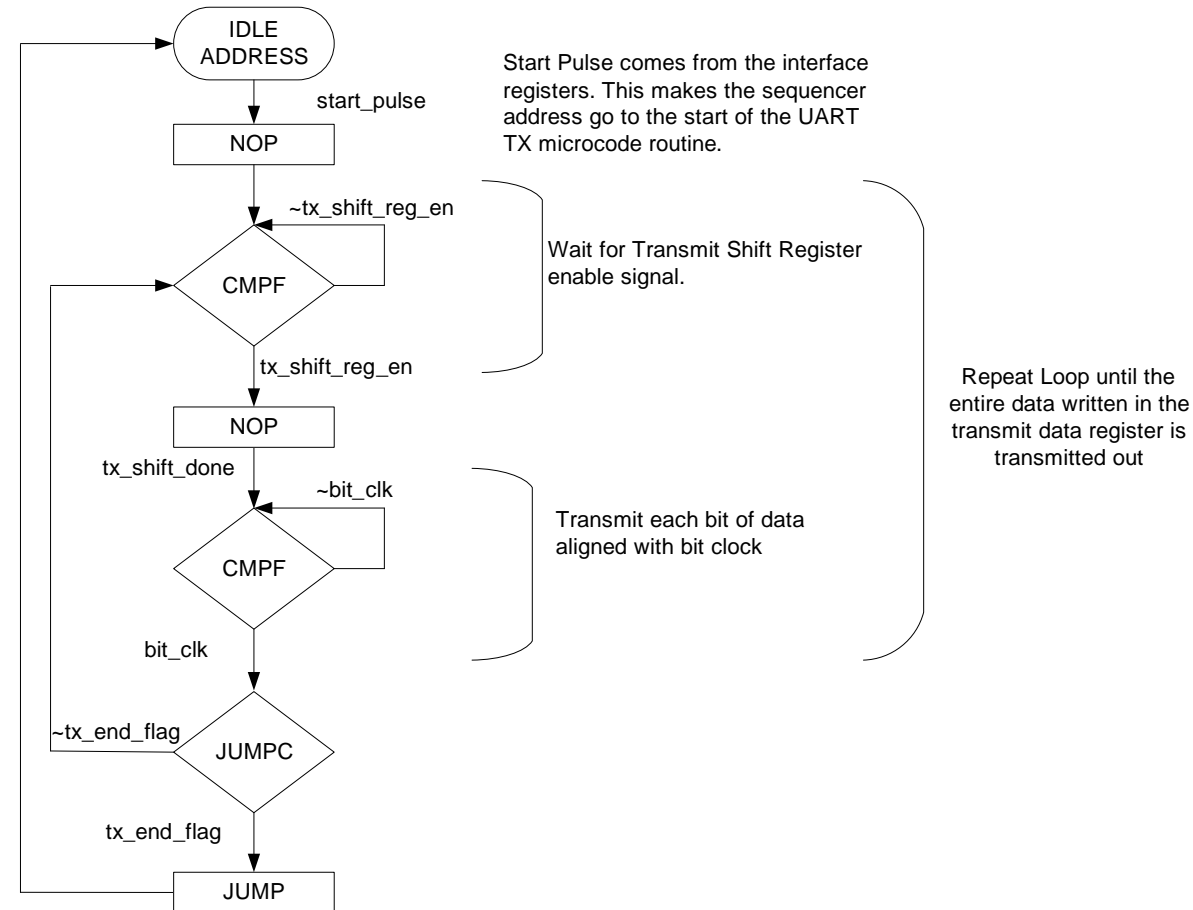 IDLE
ADDRESS
Start Pulse comes from the interface
registers. This makes the sequencer
address go to the start of the UART
TX microcode routine.
start_pulse
NOP
~tx_shift_reg_en
Wait for Transmit Shift Register
enable signal.
CMPF
tx_shift_reg_en
Repeat Loop until the
entire data written in the
transmit data register is
transmitted out
NOP
tx_shift_done
~bit_clk
Transmit each bit of data
aligned with bit clock
CMPF
bit_clk
~tx_end_flag
JUMPC
tx_end_flag
JUMP